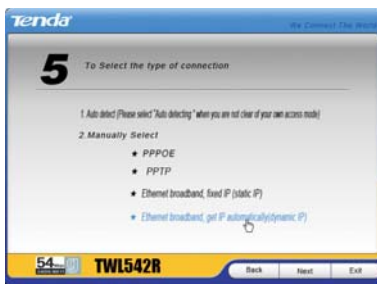 Tenda
We Connect The World
5
To Select the type of connection
1. Auto detect (Please select "Auto detecting" when you are not clear of your own access mode)
2.Manually Select
★ PPPOE
★ PPTP
★ Ethernet broadband, fixed IP (static IP)
★ Ethernet broadband, get IP automatically(dynamic IP)
54
TWL542R
Back
Next
Exit